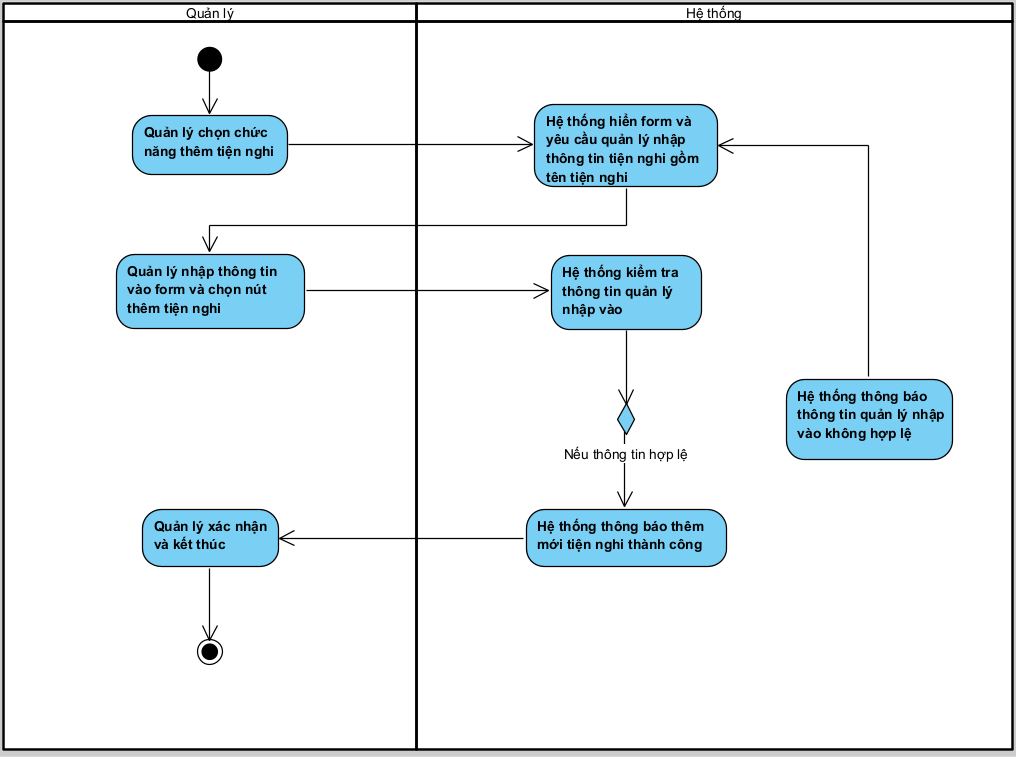 Quản lý
Hệ thống
Quản lý chọn chức
năng thêm tiện nghi
Hệ thống hiển form và
yêu cầu quản lý nhập
thông tin tiện nghi gồm
tên tiện nghi
Quản lý nhập thông tin
vào form và chọn nút
thêm tiện nghi
Hệ thống kiểm tra
thông tin quản lý
nhập vào
Hệ thống thông báo
thông tin quản lý nhập
vào không hợp lệ
Nếu thông tin hợp lệ
Hệ thống thông báo thêm
mới tiện nghi thành công
Quản lý xác nhận
và kết thúc